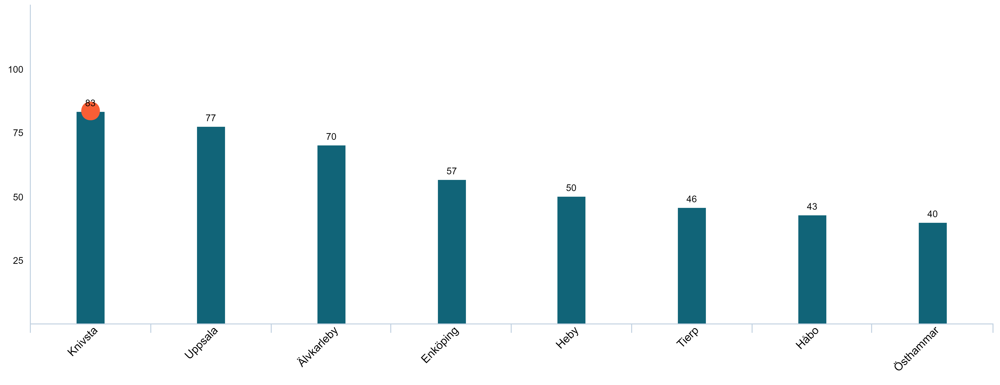 100
75
50
25
83
77
70
57
50
46
43
40
Knivsta
Uppsala
Älvkarleby
Enköping
Heby
Tierp
Håbo
Östhammar